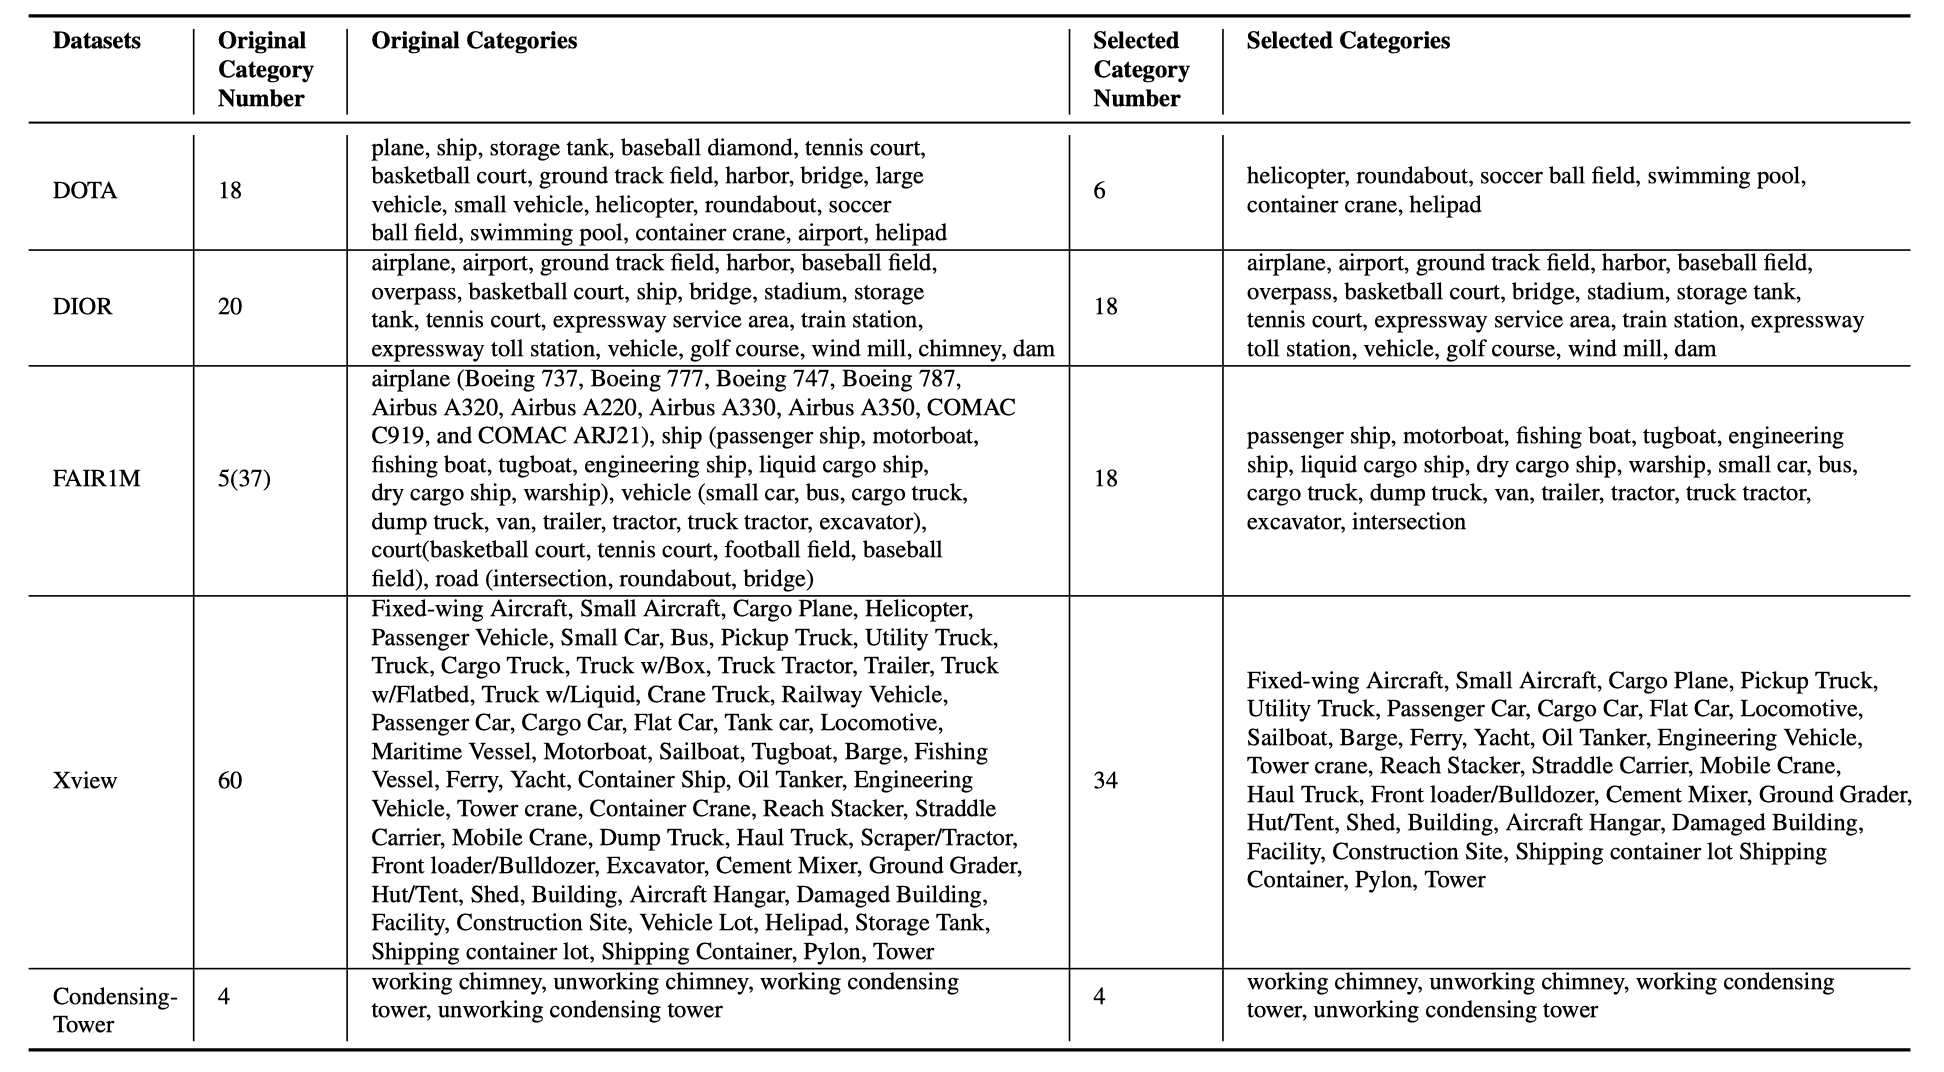 Datasets
Original
Category
Number
Original Categories
Selected
Category
Number
Selected Categories
DOTA
18
plane, ship, storage tank, baseball diamond, tennis court,
basketball court, ground track field, harbor, bridge, large
vehicle, small vehicle, helicopter, roundabout, soccer
ball field, swimming pool, container crane, airport, helipad
6
helicopter, roundabout, soccer ball field, swimming pool,
container crane, helipad
DIOR
20
airplane, airport, ground track field, harbor, baseball field,
overpass, basketball court, ship, bridge, stadium, storage
tank, tennis court, expressway service area, train station,
expressway toll station, vehicle, golf course, wind mill, chimney, dam
18
airplane, airport, ground track field, harbor, baseball field,
overpass, basketball court, bridge, stadium, storage tank,
tennis court, expressway service area, train station, expressway
toll station, vehicle, golf course, wind mill, dam
FAIR1M
5(37)
airplane (Boeing 737, Boeing 777, Boeing 747, Boeing 787,
Airbus A320, Airbus A220, Airbus A330, Airbus A350, COMAC
C919, and COMAC ARJ21), ship (passenger ship, motorboat,
fishing boat, tugboat, engineering ship, liquid cargo ship,
dry cargo ship, warship), vehicle (small car, bus, cargo truck,
dump truck, van, trailer, tractor, truck tractor, excavator),
court(basketball court, tennis court, football field, baseball
field), road (intersection, roundabout, bridge)
18
passenger ship, motorboat, fishing boat, tugboat, engineering
ship, liquid cargo ship, dry cargo ship, warship, small car, bus,
cargo truck, dump truck, van, trailer, tractor, truck tractor,
excavator, intersection
Xview
60
Fixed-wing Aircraft, Small Aircraft, Cargo Plane, Helicopter,
Passenger Vehicle, Small Car, Bus, Pickup Truck, Utility Truck,
Truck, Cargo Truck, Truck w/Box, Truck Tractor, Trailer, Truck
w/Flatbed, Truck w/Liquid, Crane Truck, Railway Vehicle,
Passenger Car, Cargo Car, Flat Car, Tank car, Locomotive,
Maritime Vessel, Motorboat, Sailboat, Tugboat, Barge, Fishing
Vessel, Ferry, Yacht, Container Ship, Oil Tanker, Engineering
Vehicle, Tower crane, Container Crane, Reach Stacker, Straddle
Carrier, Mobile Crane, Dump Truck, Haul Truck, Scraper/Tractor,
Front loader/Bulldozer, Excavator, Cement Mixer, Ground Grader,
Hut/Tent, Shed, Building, Aircraft Hangar, Damaged Building,
Facility, Construction Site, Vehicle Lot, Helipad, Storage Tank,
Shipping container lot, Shipping Container, Pylon, Tower
34
Fixed-wing Aircraft, Small Aircraft, Cargo Plane, Pickup Truck,
Utility Truck, Passenger Car, Cargo Car, Flat Car, Locomotive,
Sailboat, Barge, Ferry, Yacht, Oil Tanker, Engineering Vehicle,
Tower crane, Reach Stacker, Straddle Carrier, Mobile Crane,
Haul Truck, Front loader/Bulldozer, Cement Mixer, Ground Grader,
Hut/Tent, Shed, Building, Aircraft Hangar, Damaged Building,
Facility, Construction Site, Shipping container lot Shipping
Container, Pylon, Tower
Condensing-
Tower
4
working chimney, unworking chimney, working condensing
tower, unworking condensing tower
4
working chimney, unworking chimney, working condensing
tower, unworking condensing tower